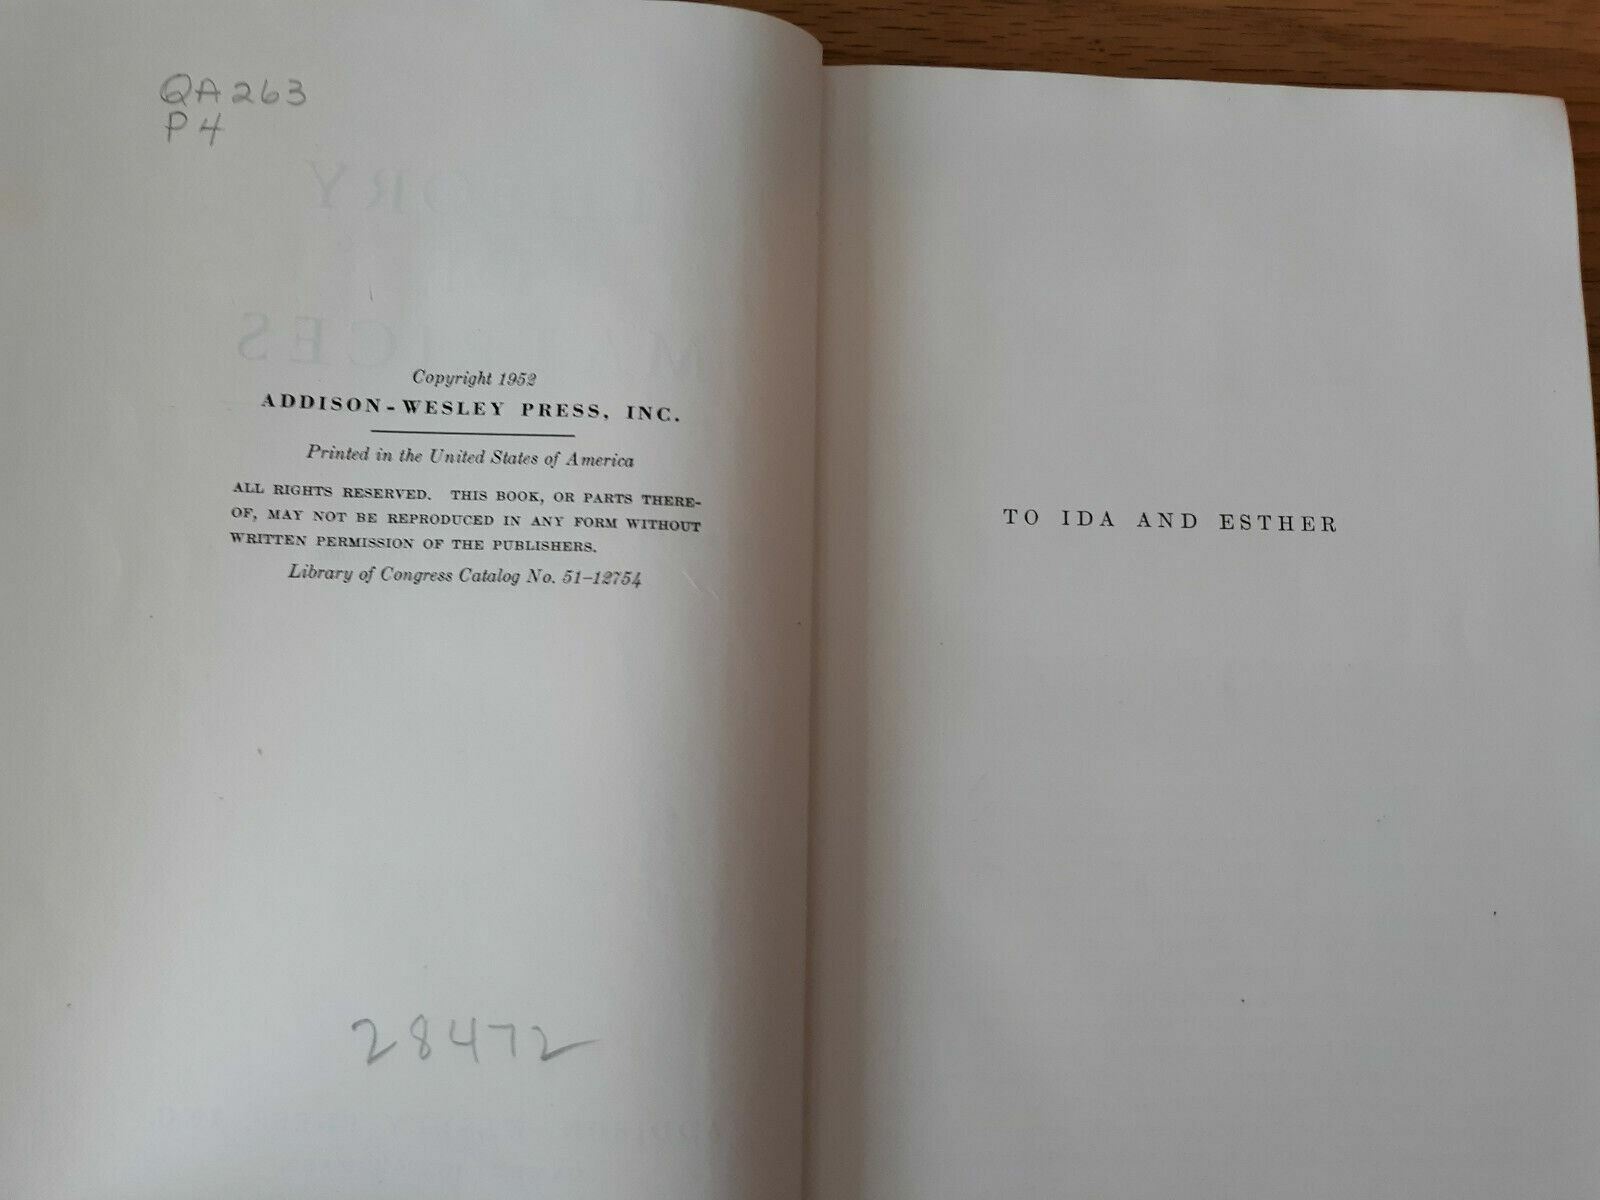 QA263
P4
Copyright 1952
ADDISON-WESLEY PRESS, INC.
Printed in the United States of America
ALL RIGHTS RESERVED. THIS BOOK, OR PARTS THERE-
OF, MAY NOT BE REPRODUCED IN ANY FORM WITHOUT
WRITTEN PERMISSION OF THE PUBLISHERS.
Library of Congress Catalog No. 51-12754
28472
TO IDA AND ESTHER